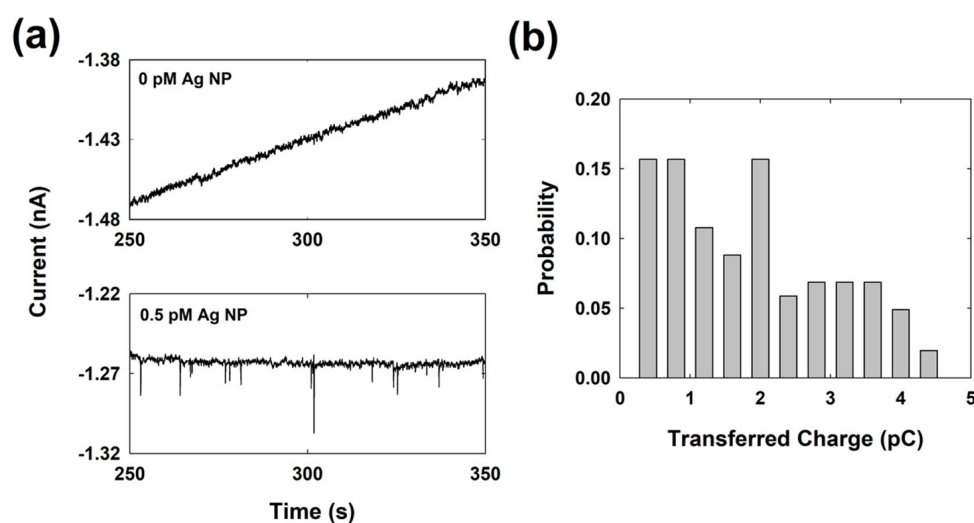 (a)
-1.38
0 pM Ag NP
-1.43
-1.48
250 300 350
Current (nA)
-1.22
0.5 pM Ag NP
-1.27
-1.32
250 300 350
Time (s)
(b)
0.20
0.15
0.10
0.05
0.00
Probability
0 1 2 3 4 5
Transferred Charge (pC)